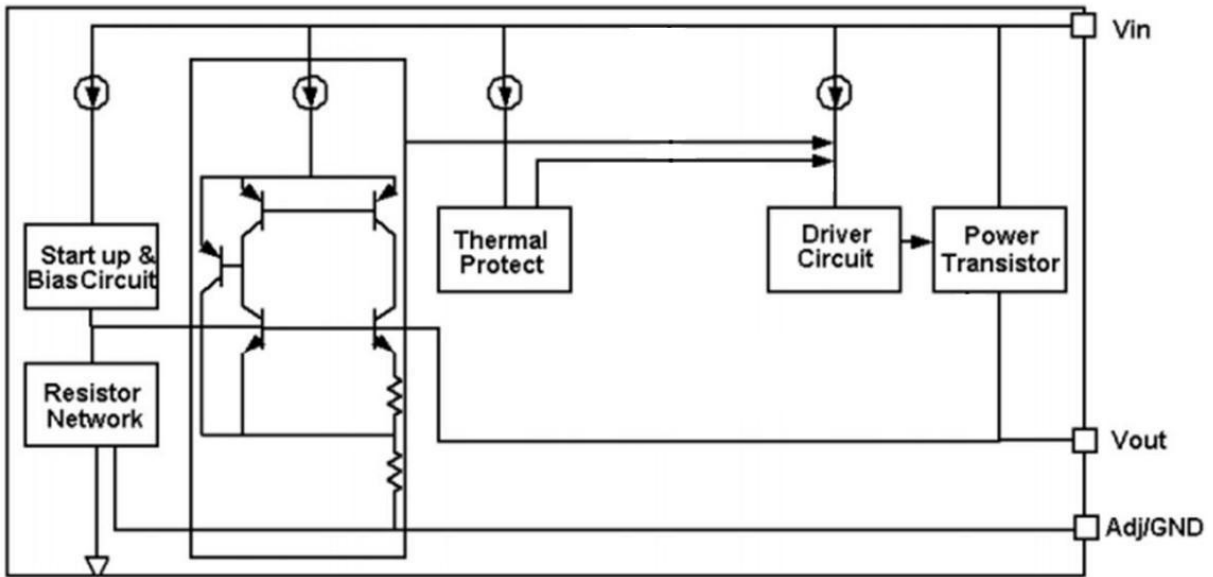 Vin
Start up &
Bias Circuit
Thermal
Protect
Driver
Circuit
Power
Transistor
Resistor
Network
Vout
Adj/GND